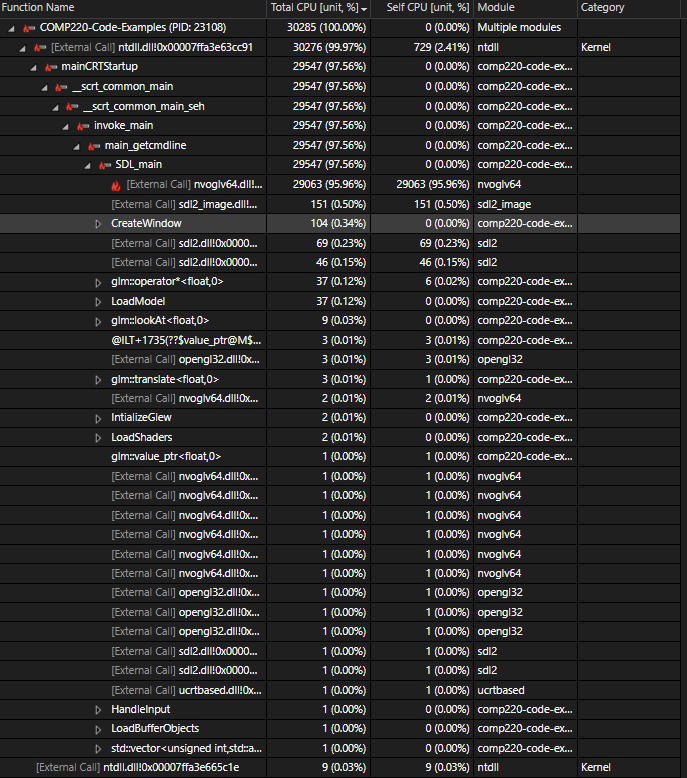 Function Name Total CPU [unit, %] Self CPU [unit, %] Module Category
COMP220-Code-Examples (PID: 23108) 30285 (100.00%) 0 (0.00%) Multiple modules
[External Call] ntdll.dll!0x00007ffa3e63cc91 30276 (99.97%) 729 (2.41%) ntdll Kernel
mainCRTStartup 29547 (97.56%) 0 (0.00%) comp220-code-ex...
__scrt_common_main 29547 (97.56%) 0 (0.00%) comp220-code-ex...
__scrt_common_main_seh 29547 (97.56%) 0 (0.00%) comp220-code-ex...
invoke_main 29547 (97.56%) 0 (0.00%) comp220-code-ex...
main_getcmdline 29547 (97.56%) 0 (0.00%) comp220-code-ex...
SDL_main 29547 (97.56%) 0 (0.00%) comp220-code-ex...
[External Call] nvoglv64.dll!... 29063 (95.96%) 29063 (95.96%) nvoglv64
[External Call] sdl2_image.dll!... 151 (0.50%) 151 (0.50%) sdl2_image
CreateWindow 104 (0.34%) 0 (0.00%) comp220-code-ex...
[External Call] sdl2.dll!0x0000... 69 (0.23%) 69 (0.23%) sdl2
[External Call] sdl2.dll!0x0000... 46 (0.15%) 46 (0.15%) sdl2
glm::operator*<float,0> 37 (0.12%) 6 (0.02%) comp220-code-ex...
LoadModel 37 (0.12%) 0 (0.00%) comp220-code-ex...
glm::lookAt<float,0> 9 (0.03%) 0 (0.00%) comp220-code-ex...
@ILT+1735(??$value_ptr@M$... 3 (0.01%) 3 (0.01%) comp220-code-ex...
[External Call] opengl32.dll!0x... 3 (0.01%) 3 (0.01%) opengl32
glm::translate<float,0> 3 (0.01%) 1 (0.00%) comp220-code-ex...
[External Call] nvoglv64.dll!0x... 2 (0.01%) 2 (0.01%) nvoglv64
IntializeGlew 2 (0.01%) 0 (0.00%) comp220-code-ex...
LoadShaders 2 (0.01%) 0 (0.00%) comp220-code-ex...
glm::value_ptr<float,0> 1 (0.00%) 1 (0.00%) comp220-code-ex...
[External Call] nvoglv64.dll!0x... 1 (0.00%) 1 (0.00%) nvoglv64
[External Call] nvoglv64.dll!0x... 1 (0.00%) 1 (0.00%) nvoglv64
[External Call] nvoglv64.dll!0x... 1 (0.00%) 1 (0.00%) nvoglv64
[External Call] nvoglv64.dll!0x... 1 (0.00%) 1 (0.00%) nvoglv64
[External Call] nvoglv64.dll!0x... 1 (0.00%) 1 (0.00%) nvoglv64
[External Call] nvoglv64.dll!0x... 1 (0.00%) 1 (0.00%) nvoglv64
[External Call] opengl32.dll!0x... 1 (0.00%) 1 (0.00%) opengl32
[External Call] opengl32.dll!0x... 1 (0.00%) 1 (0.00%) opengl32
[External Call] opengl32.dll!0x... 1 (0.00%) 1 (0.00%) opengl32
[External Call] sdl2.dll!0x0000... 1 (0.00%) 1 (0.00%) sdl2
[External Call] sdl2.dll!0x0000... 1 (0.00%) 1 (0.00%) sdl2
[External Call] ucrtbased.dll!0x... 1 (0.00%) 1 (0.00%) ucrtbased
HandleInput 1 (0.00%) 0 (0.00%) comp220-code-ex...
LoadBufferObjects 1 (0.00%) 0 (0.00%) comp220-code-ex...
std::vector<unsigned int,std::a... 1 (0.00%) 0 (0.00%) comp220-code-ex...
[External Call] ntdll.dll!0x00007ffa3e665c1e 9 (0.03%) 9 (0.03%) ntdll Kernel